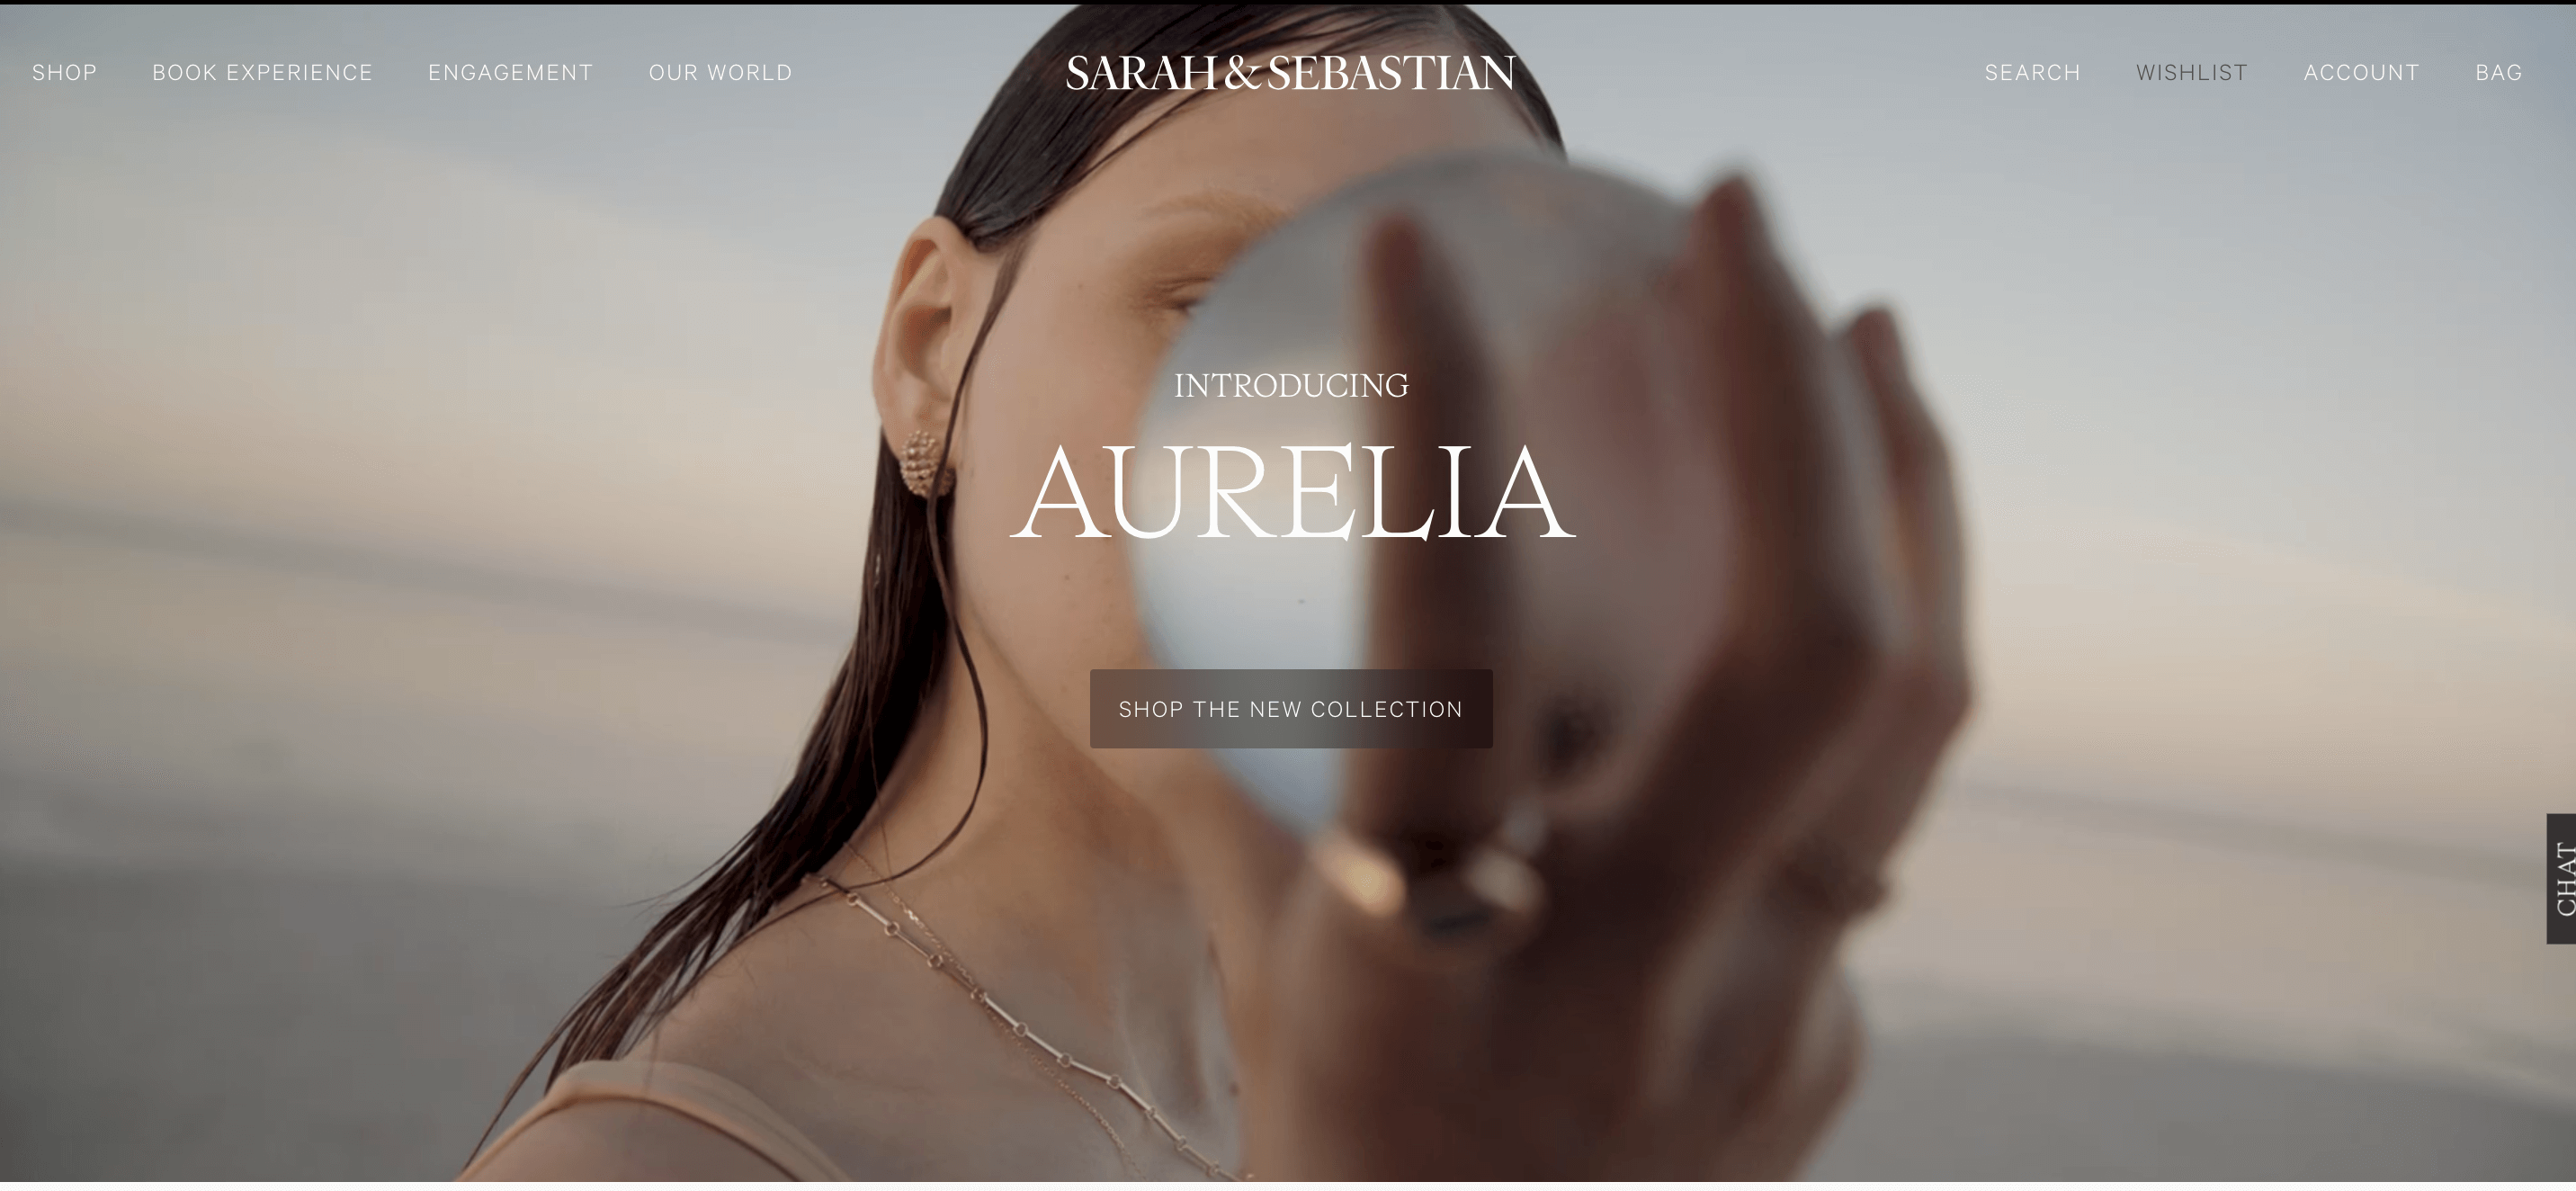 SHOP
BOOK EXPERIENCE
ENGAGEMENT
OUR WORLD
SARAH & SEBASTIAN
SEARCH
WISHLIST
ACCOUNT
BAG
INTRODUCING
AURELIA
SHOP THE NEW COLLECTION
CHAT